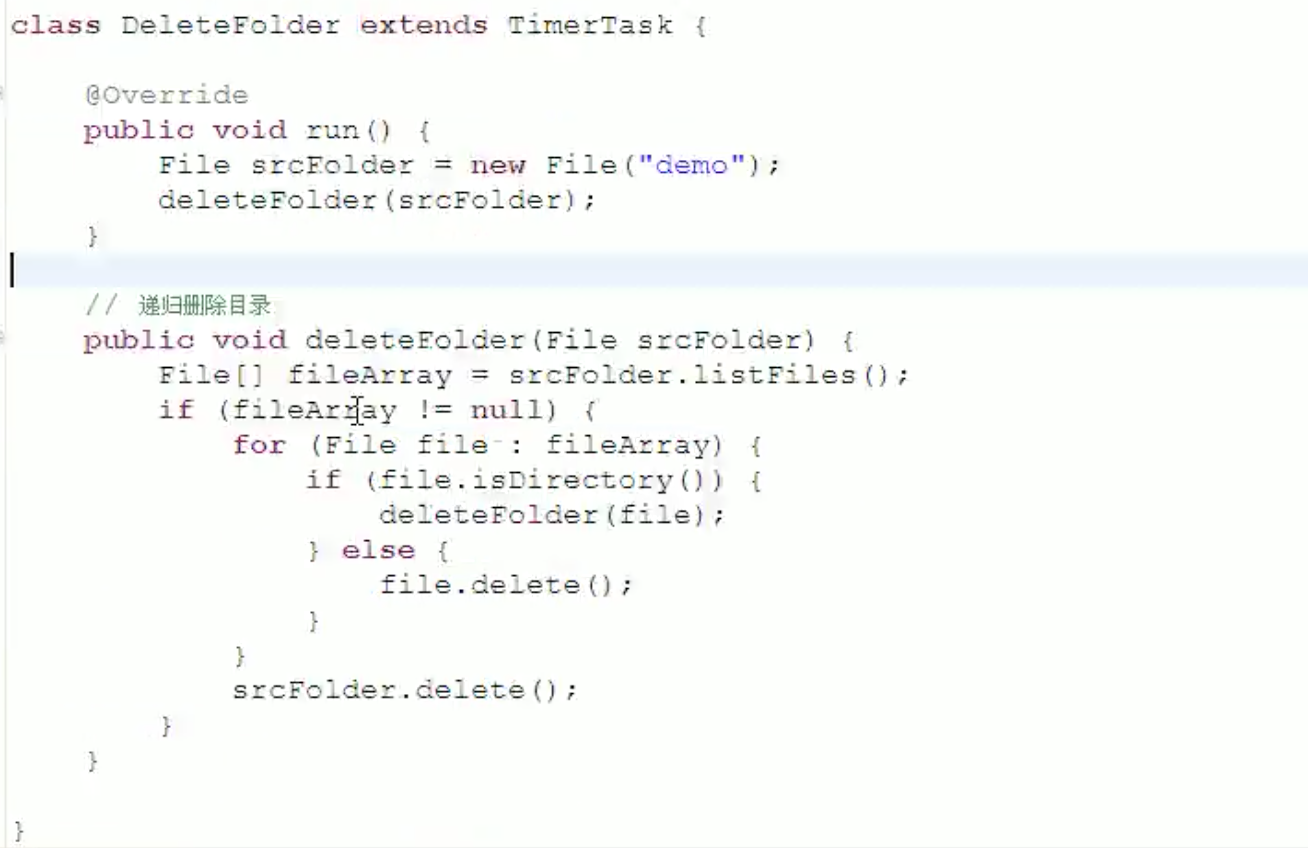 class DeleteFolder extends TimerTask {
@Override
public void run() {
File srcFolder = new File("demo");
deleteFolder(srcFolder);
}
// 递归删除目录
public void deleteFolder(File srcFolder) {
File[] fileArray = srcFolder.listFiles();
if (fileArray != null) {
for (File file : fileArray) {
if (file.isDirectory()) {
deleteFolder(file);
} else {
file.delete();
}
}
srcFolder.delete();
}
}
}